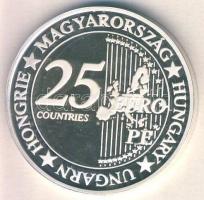 HONGRIE ★ MAGYARORSZÁG ★ HUNGARY ★ UNGARN ★
25
COUNTRIES
EURO
PE